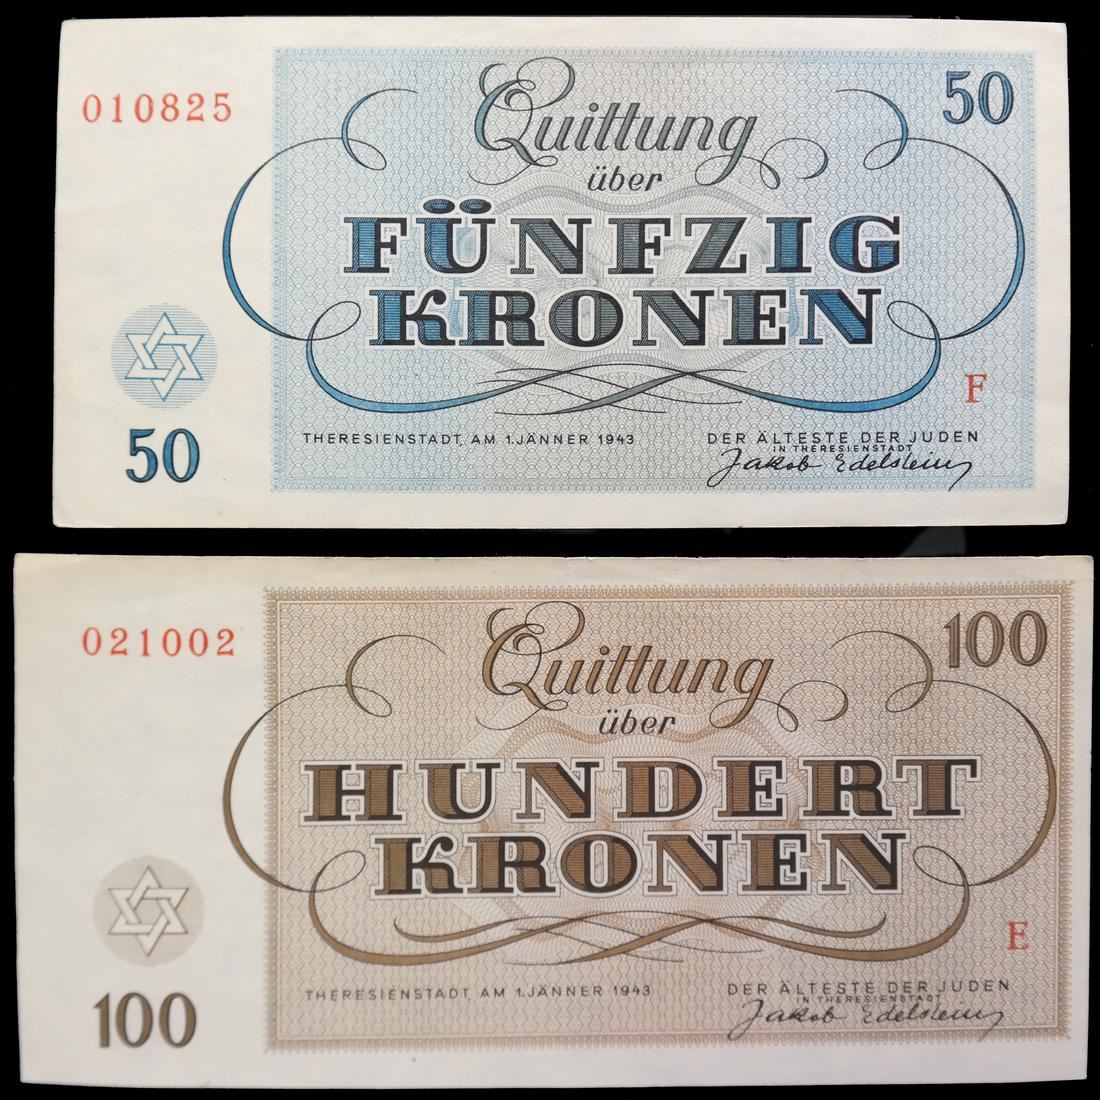 010825
50
Quittung
über
FÜNFZIG
KRONEN
F
50
THERESIENSTADT, AM 1. JÄNNER 1943
DER ÄLTESTE DER JUDEN
IN THERESIENSTADT
Jakob Edelstein
021002
100
Quittung
über
HUNDERT
KRONEN
E
100
THERESIENSTADT, AM 1. JÄNNER 1943
DER ÄLTESTE DER JUDEN
IN THERESIENSTADT
Jakob Edelstein